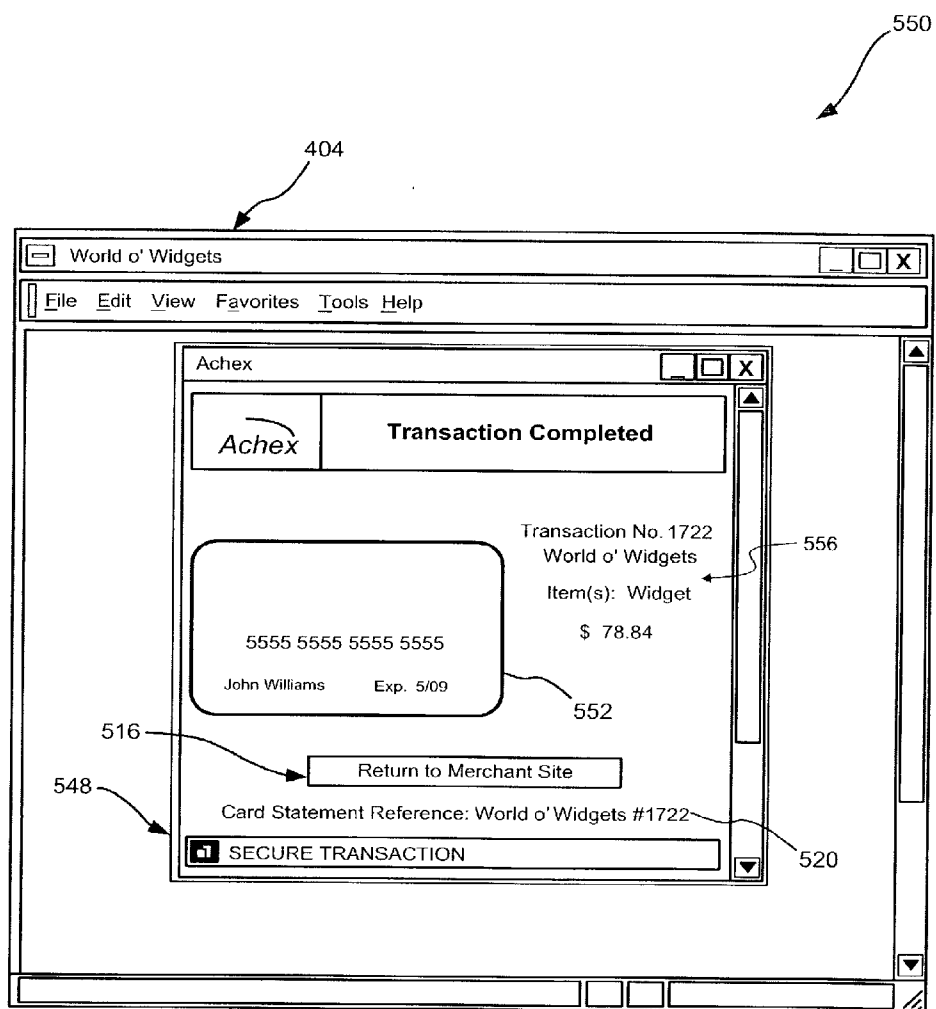 550
404
World o' Widgets
_ X
File Edit View Favorites Tools Help
Achex
_ X
Achex
Transaction Completed
Transaction No. 1722
World o' Widgets
556
Item(s): Widget
$ 78.84
5555 5555 5555 5555
John Williams Exp. 5/09
552
516
Return to Merchant Site
548
Card Statement Reference: World o' Widgets #1722
520
SECURE TRANSACTION